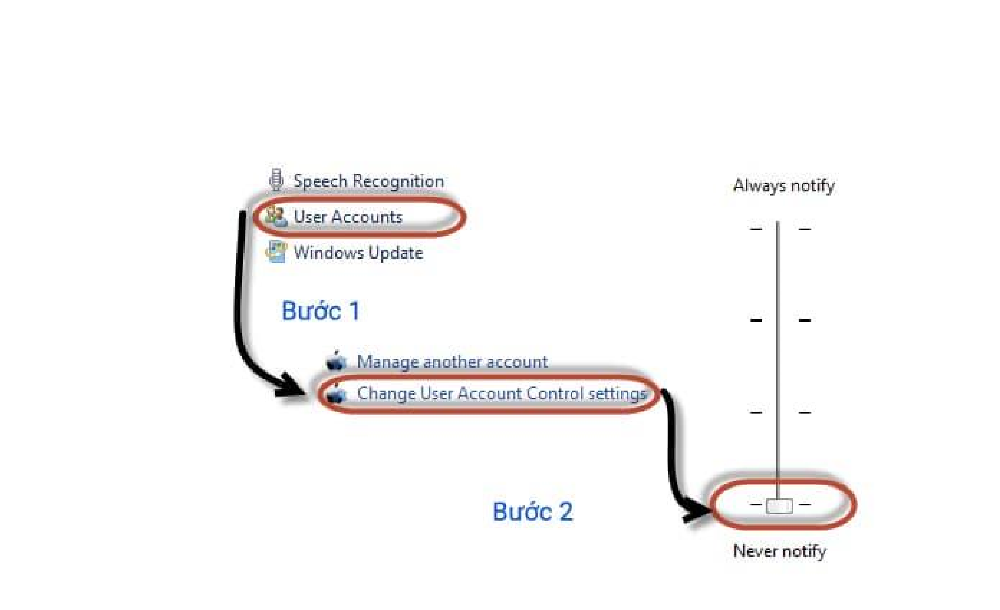 Speech Recognition
User Accounts
Windows Update
Bước 1
Manage another account
Change User Account Control settings
Bước 2
Always notify
Never notify